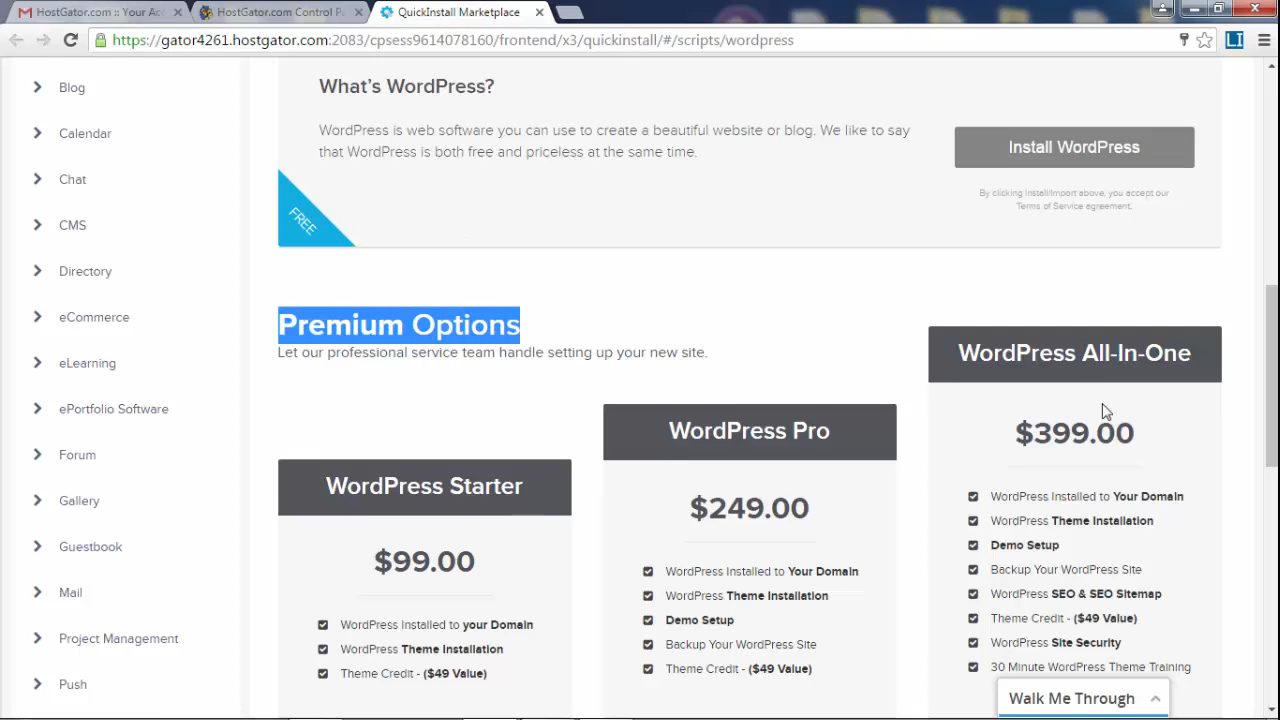 HostGator.com :: Your Acc
HostGator.com Control P
QuickInstall Marketplace
https://gator4261.hostgator.com:2083/cpsess9614078160/frontend/x3/quickinstall/#/scripts/wordpress
LI
Blog
Calendar
Chat
CMS
Directory
eCommerce
eLearning
ePortfolio Software
Forum
Gallery
Guestbook
Mail
Project Management
Push
What's WordPress?
WordPress is web software you can use to create a beautiful website or blog. We like to say
that WordPress is both free and priceless at the same time.
FREE
Install WordPress
By clicking Install/Import above, you accept our
Terms of Service agreement.
Premium Options
Let our professional service team handle setting up your new site.
WordPress Starter
$99.00
WordPress Installed to your Domain
WordPress Theme Installation
Theme Credit - ($49 Value)
WordPress Pro
$249.00
WordPress Installed to Your Domain
WordPress Theme Installation
Demo Setup
Backup Your WordPress Site
Theme Credit - ($49 Value)
WordPress All-In-One
$399.00
WordPress Installed to Your Domain
WordPress Theme Installation
Demo Setup
Backup Your WordPress Site
WordPress SEO & SEO Sitemap
Theme Credit - ($49 Value)
WordPress Site Security
30 Minute WordPress Theme Training
Walk Me Through